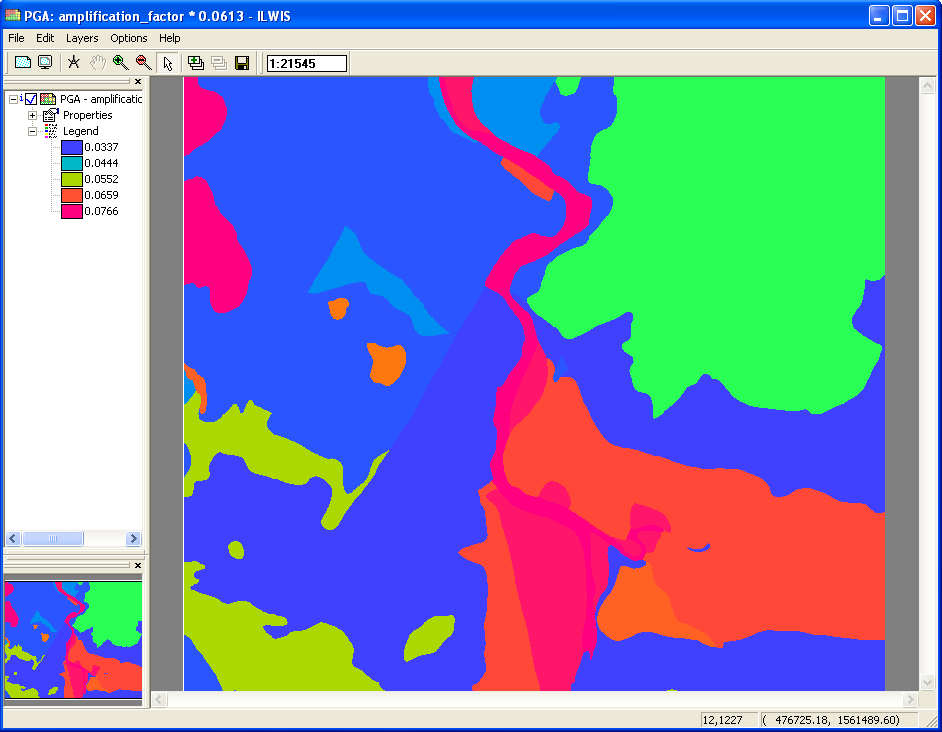 PGA: amplification_factor * 0.0613 - ILWIS
File Edit Layers Options Help
1:21545
PGA - amplificatic
Properties
Legend
0.0337
0.0444
0.0552
0.0659
0.0766
12,1227 ( 476725.18, 1561489.60)